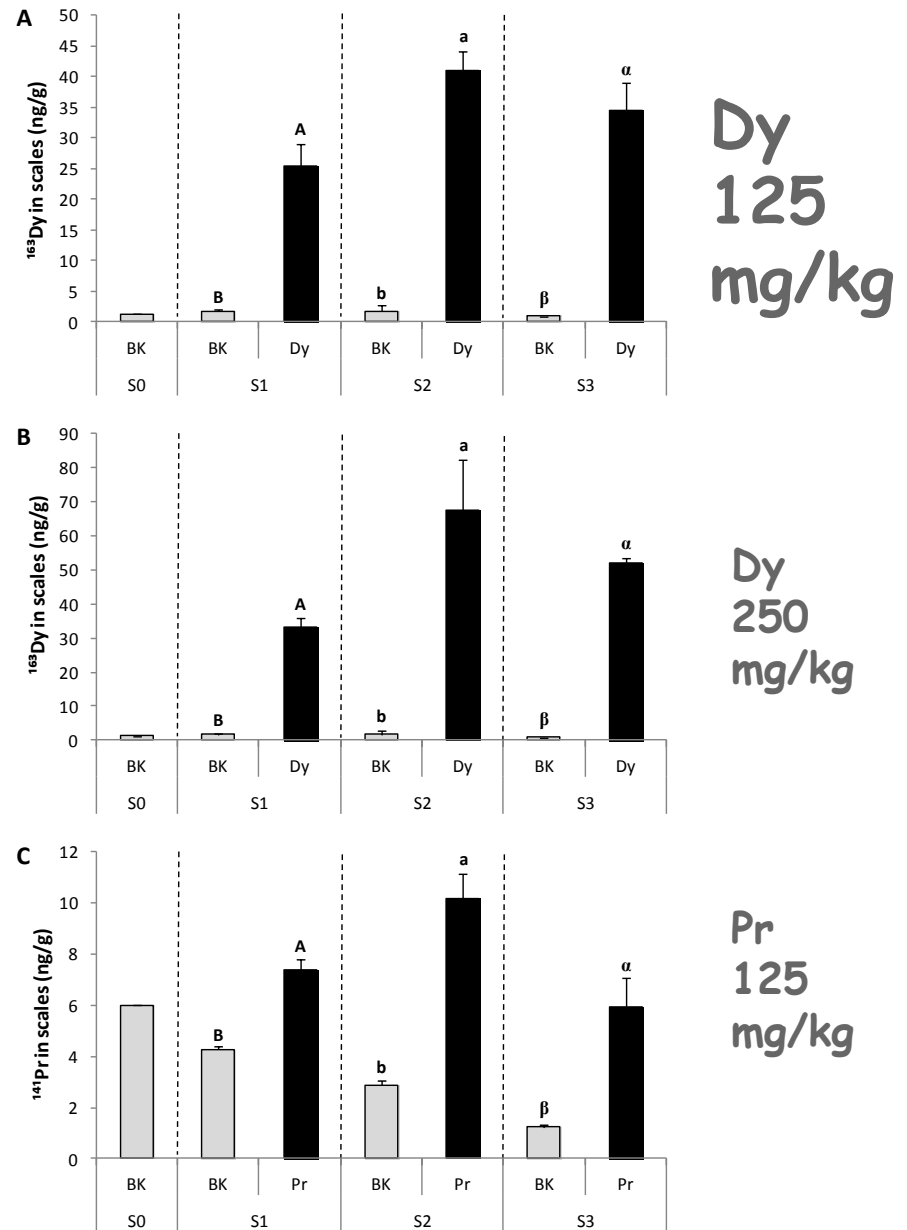 A
50
45
40
35
30
25
20
15
10
5
0
¹⁶³Dy in scales (ng/g)
B
A
b
a
β
α
BK BK Dy BK Dy BK Dy
S0 S1 S2 S3
Dy
125
mg/kg
B
90
80
70
60
50
40
30
20
10
0
¹⁶³Dy in scales (ng/g)
B
A
b
a
β
α
BK BK Dy BK Dy BK Dy
S0 S1 S2 S3
Dy
250
mg/kg
C
12
10
8
6
4
2
0
¹⁴¹Pr in scales (ng/g)
B
A
b
a
β
α
BK BK Pr BK Pr BK Pr
S0 S1 S2 S3
Pr
125
mg/kg